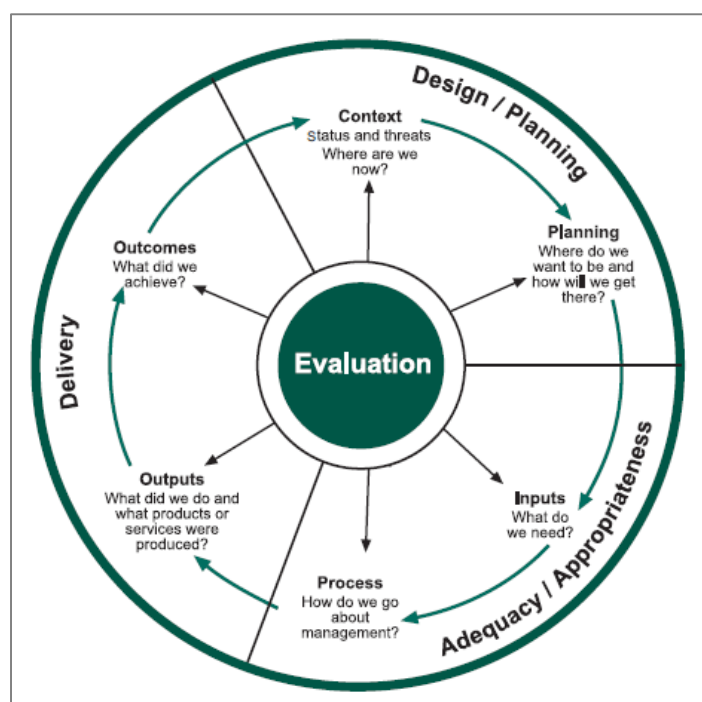 Design / Planning
Context
Status and threats
Where are we
now?
Planning
Where do we
want to be and
how will we get
there?
Outcomes
What did we
achieve?
Delivery
Evaluation
Outputs
What did we do and
what products or
services were
produced?
Inputs
What do
we need?
Process
How do we go
about
management?
Adequacy / Appropriateness